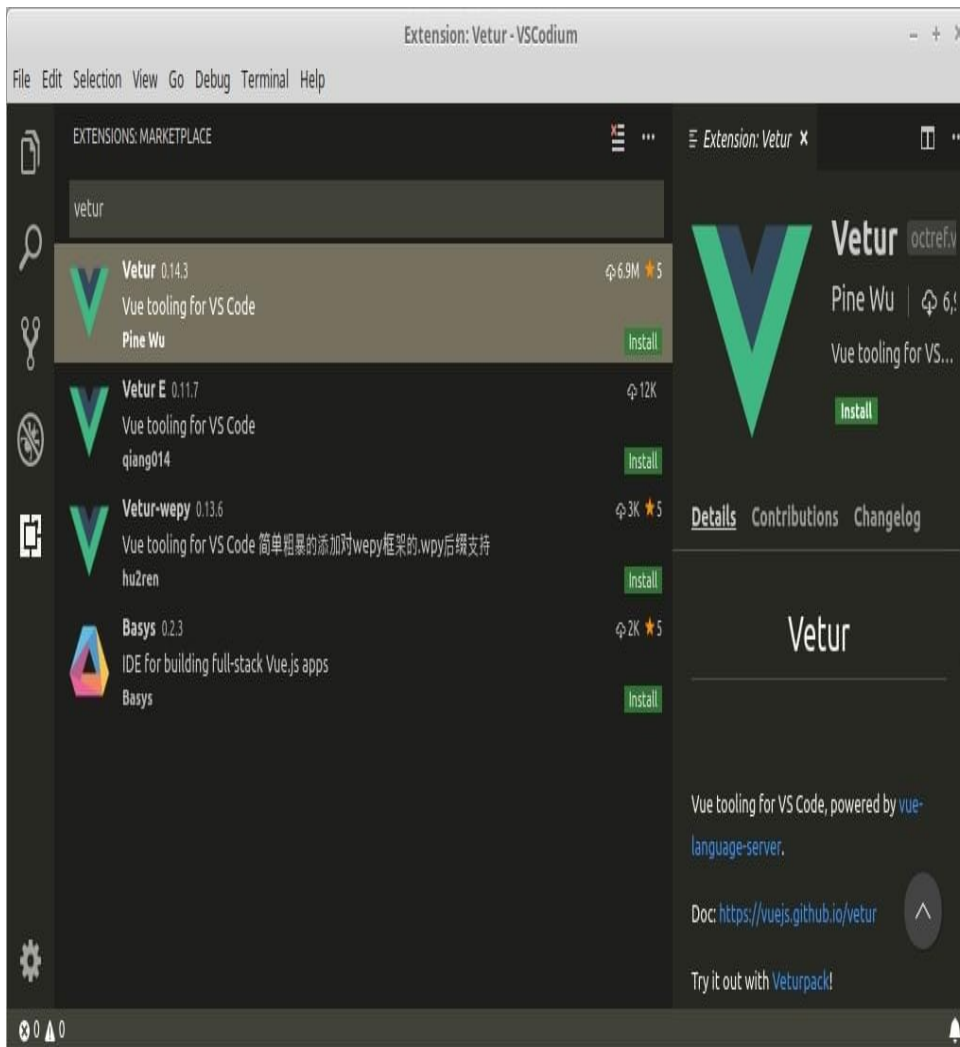 Extension: Vetur - VSCodium
File Edit Selection View Go Debug Terminal Help
EXTENSIONS: MARKETPLACE
vetur
Vetur 0.14.3 6.9M 5
Vue tooling for VS Code
Pine Wu Install
Vetur E 0.11.7 12K
Vue tooling for VS Code
qiang014 Install
Vetur-wepy 0.13.6 3K 5
Vue tooling for VS Code 简单粗暴的添加对wepy框架的.wpy后缀支持
hu2ren Install
Basys 0.2.3 2K 5
IDE for building full-stack Vue.js apps
Basys Install
Extension: Vetur
Vetur octref.v
Pine Wu 6,
Vue tooling for VS...
Install
Details Contributions Changelog
Vetur
Vue tooling for VS Code, powered by vue-
language-server.
Doc: https://vuejs.github.io/vetur
Try it out with Veturpack!
0 0